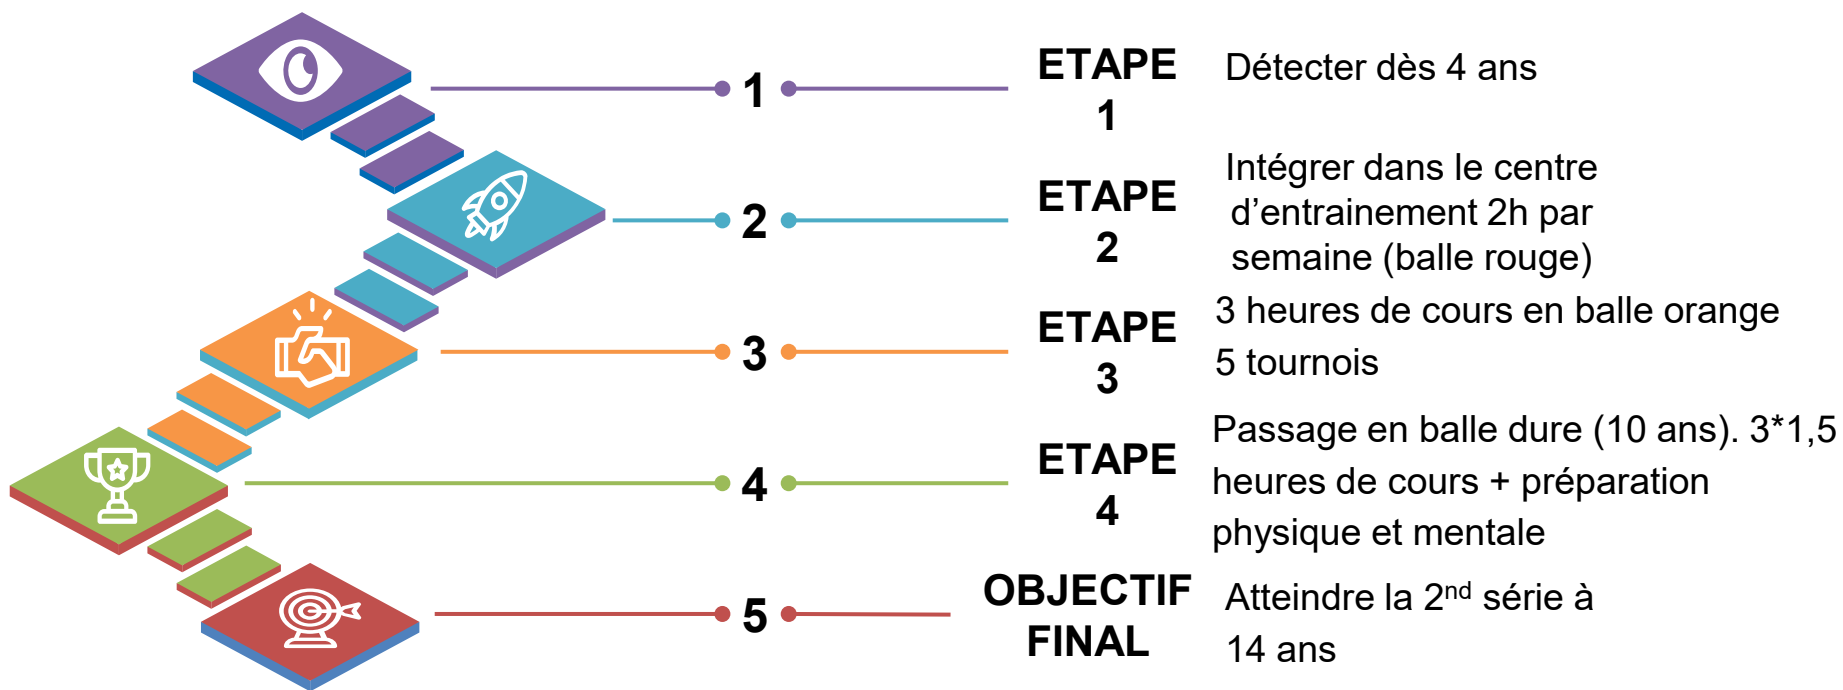 1
ETAPE
1
Détecter dès 4 ans
2
ETAPE
2
Intégrer dans le centre
d’entrainement 2h par
semaine (balle rouge)
3
ETAPE
3
3 heures de cours en balle orange
5 tournois
4
ETAPE
4
Passage en balle dure (10 ans). 3*1,5
heures de cours + préparation
physique et mentale
5
OBJECTIF
FINAL
Atteindre la 2nd série à
14 ans